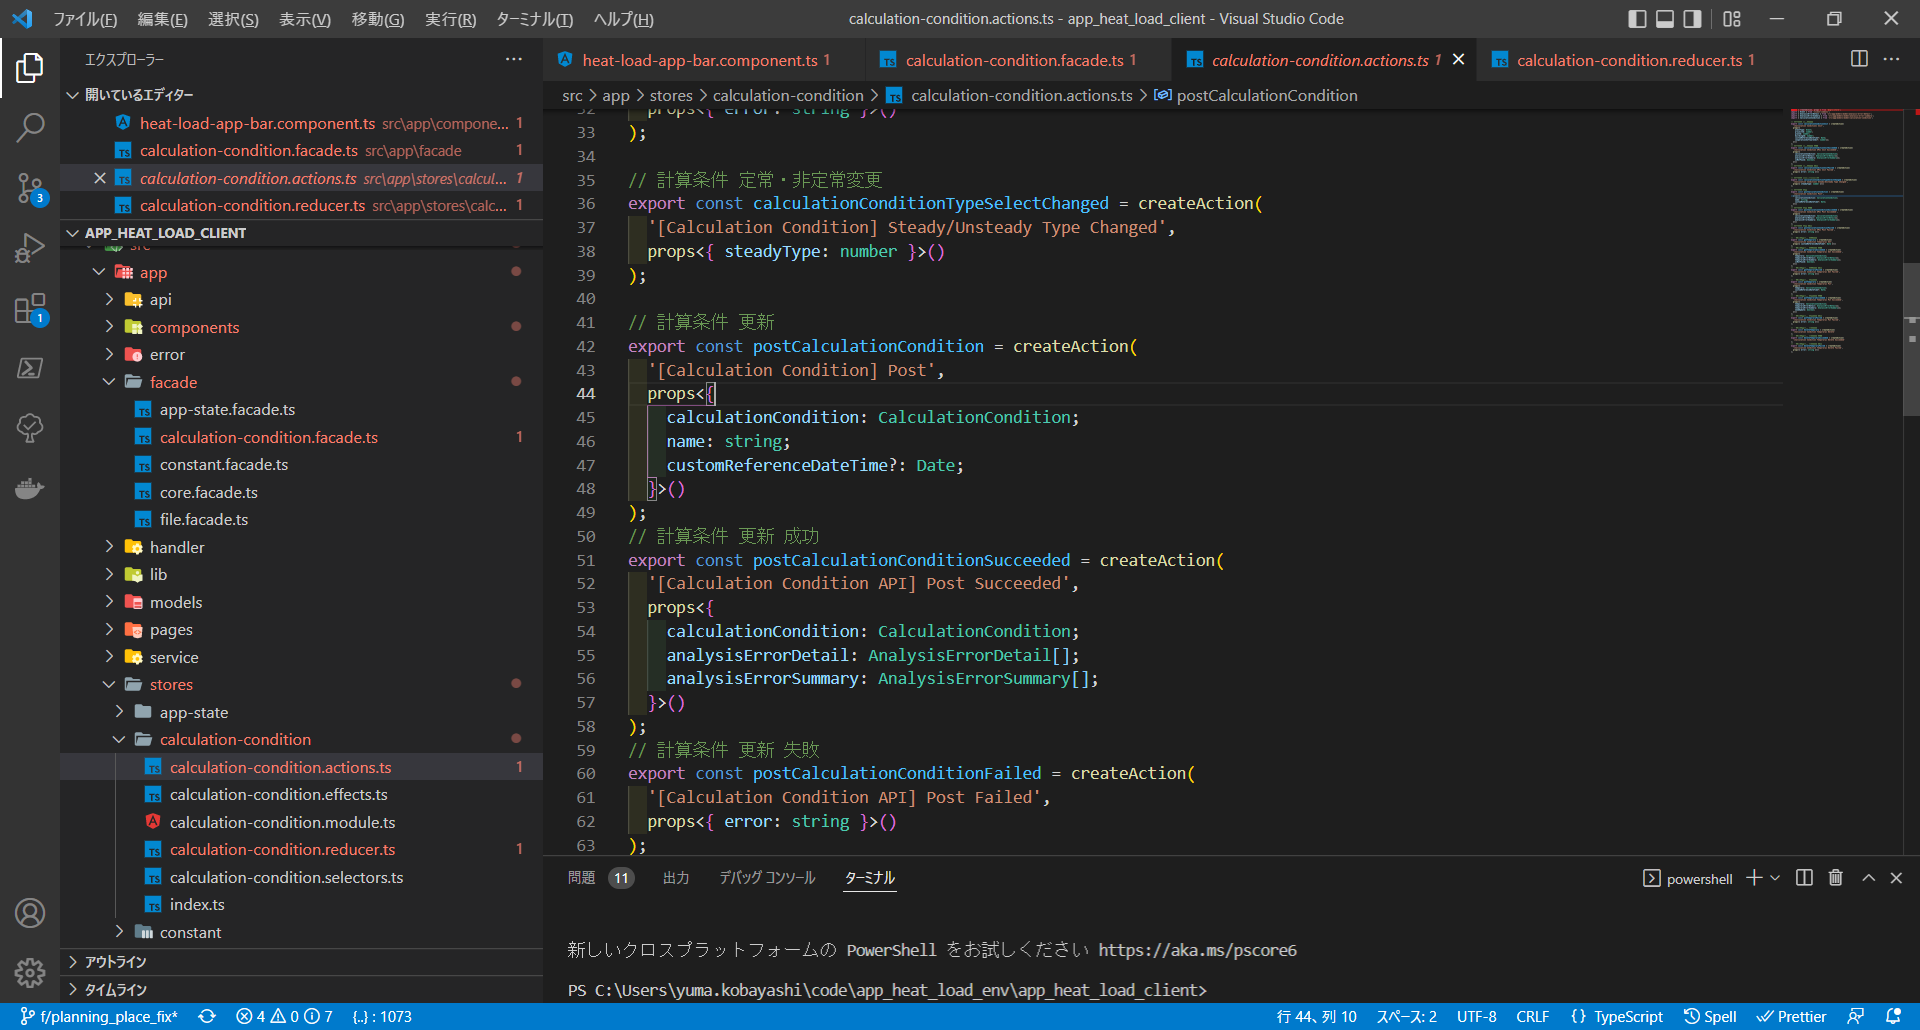 ファイル(F) 編集(E) 選択(S) 表示(V) 移動(G) 実行(R) ターミナル(T) ヘルプ(H) calculation-condition.actions.ts - app_heat_load_client - Visual Studio Code
エクスプローラー
heat-load-app-bar.component.ts 1 calculation-condition.facade.ts 1 calculation-condition.actions.ts 1 calculation-condition.reducer.ts 1
開いているエディター
heat-load-app-bar.component.ts src\app\compone... 1
calculation-condition.facade.ts src\app\facade 1
calculation-condition.actions.ts src\app\stores\calcul... 1
calculation-condition.reducer.ts src\app\stores\calc... 1
APP_HEAT_LOAD_CLIENT
src
app
api
components
error
facade
app-state.facade.ts
calculation-condition.facade.ts 1
constant.facade.ts
core.facade.ts
file.facade.ts
handler
lib
models
pages
service
stores
app-state
calculation-condition
calculation-condition.actions.ts 1
calculation-condition.effects.ts
calculation-condition.module.ts
calculation-condition.reducer.ts 1
calculation-condition.selectors.ts
index.ts
constant
アウトライン
タイムライン
3
1
src > app > stores > calculation-condition > calculation-condition.actions.ts > postCalculationCondition
32 props<{ error: string }>()
33 );
34
35 // 計算条件 定常・非定常変更
36 export const calculationConditionTypeSelectChanged = createAction(
37 '[Calculation Condition] Steady/Unsteady Type Changed',
38 props<{ steadyType: number }>()
39 );
40
41 // 計算条件 更新
42 export const postCalculationCondition = createAction(
43 '[Calculation Condition] Post',
44 props<{
45 calculationCondition: CalculationCondition;
46 name: string;
47 customReferenceDateTime?: Date;
48 }>()
49 );
50 // 計算条件 更新 成功
51 export const postCalculationConditionSucceeded = createAction(
52 '[Calculation Condition API] Post Succeeded',
53 props<{
54 calculationCondition: CalculationCondition;
55 analysisErrorDetail: AnalysisErrorDetail[];
56 analysisErrorSummary: AnalysisErrorSummary[];
57 }>()
58 );
59 // 計算条件 更新 失敗
60 export const postCalculationConditionFailed = createAction(
61 '[Calculation Condition API] Post Failed',
62 props<{ error: string }>()
63 );
問題 11 出力 デバッグ コンソール ターミナル powershell
新しいクロスプラットフォームの PowerShell をお試しください https://aka.ms/pscore6
PS C:\Users\yuma.kobayashi\code\app_heat_load_env\app_heat_load_client>
f/planning_place_fix* 4 0 7 {..} : 1073 行 44、列 10 スペース: 2 UTF-8 CRLF {} TypeScript Spell Prettier